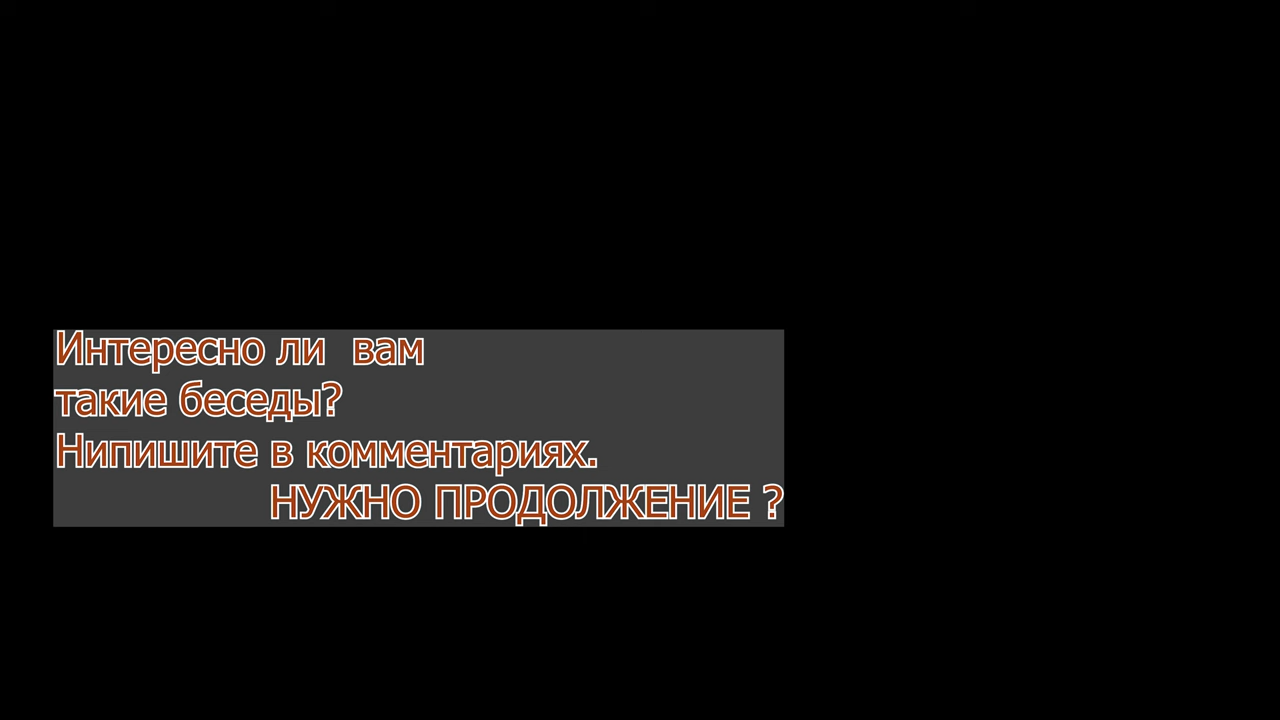 Интересно ли  вам
такие беседы?
Нипишите в комментариях.
НУЖНО ПРОДОЛЖЕНИЕ ?